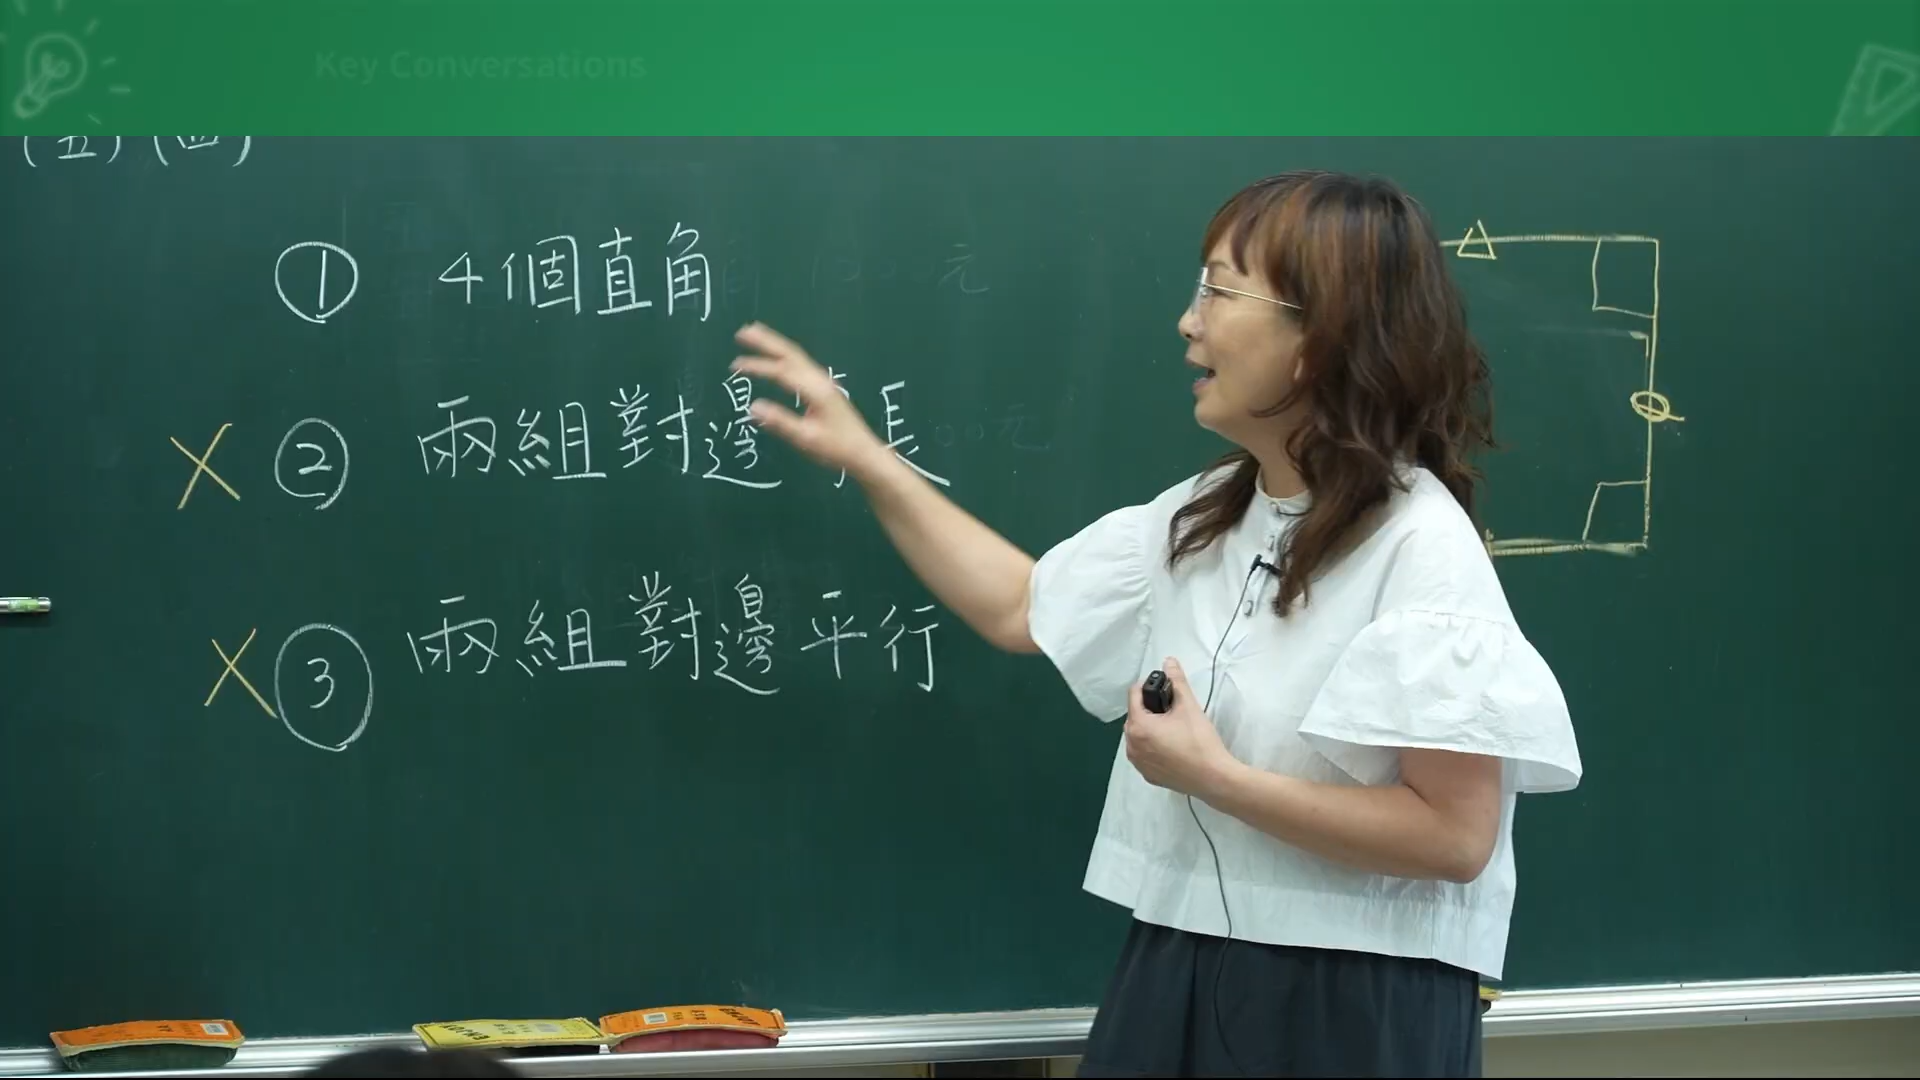 Key Conversations
(五)(四)
① 4個直角
X ② 兩組對邊 長
X ③ 兩組對邊平行